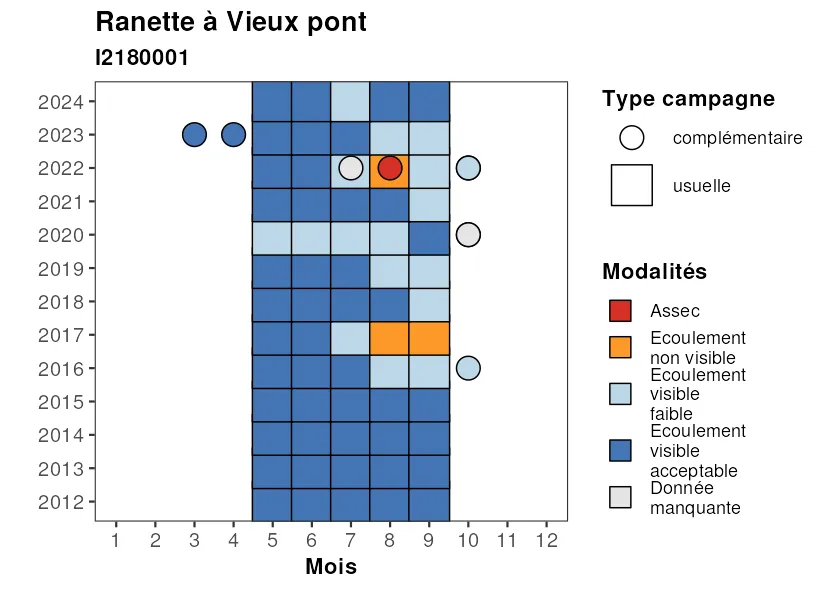 Ranette à Vieux pont
I2180001
2024
2023
2022
2021
2020
2019
2018
2017
2016
2015
2014
2013
2012
1 2 3 4 5 6 7 8 9 10 11 12
Mois
Type campagne
complémentaire
usuelle
Modalités
Assec
Ecoulement
non visible
Ecoulement
visible
faible
Ecoulement
visible
acceptable
Donnée
manquante